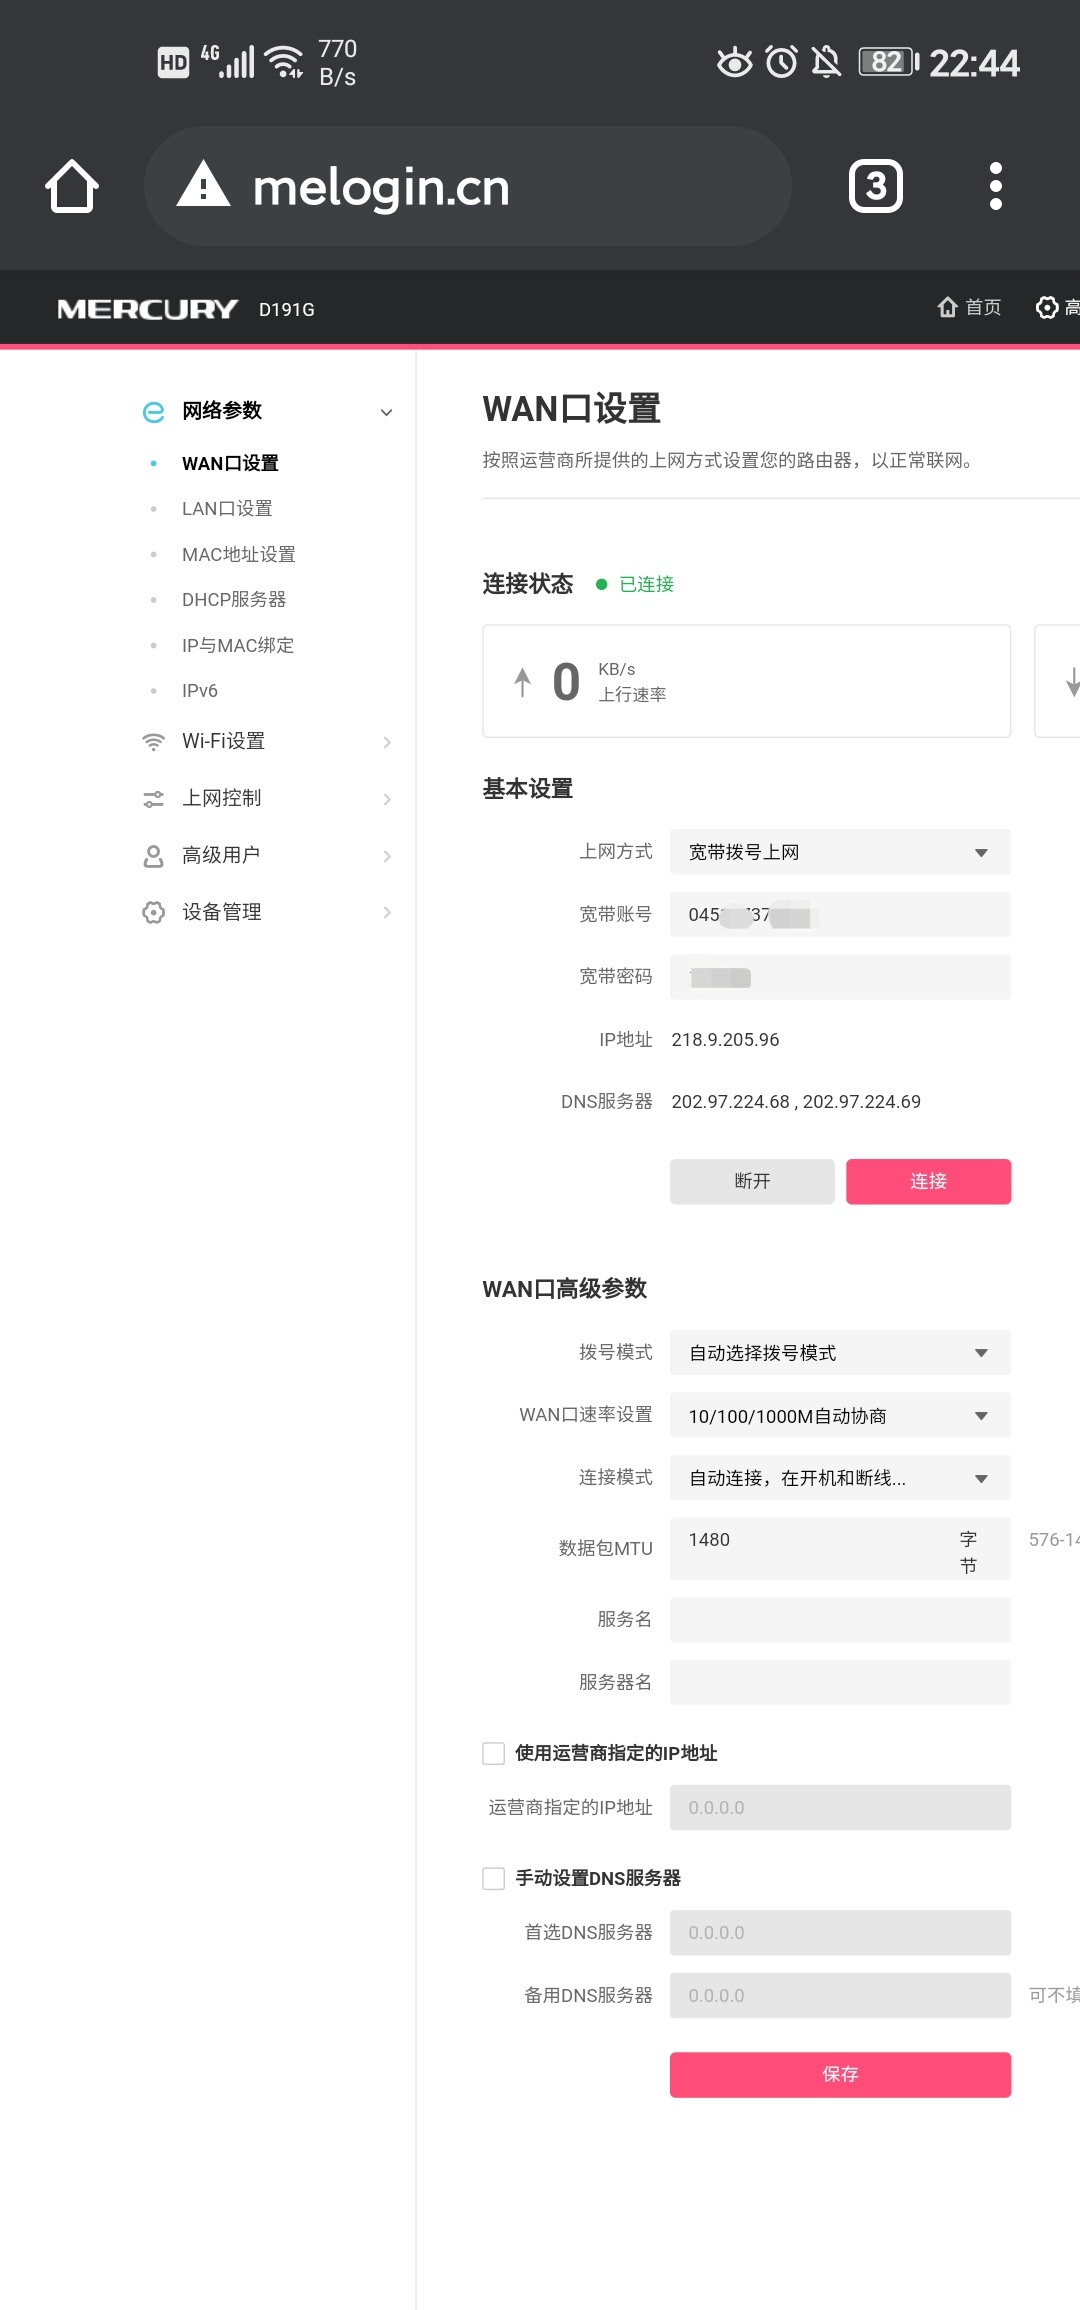 HD 4G 770 B/s 82 22:44
melogin.cn 3
MERCURY D191G 首页 高
网络参数
WAN口设置
LAN口设置
MAC地址设置
DHCP服务器
IP与MAC绑定
IPv6
Wi-Fi设置
上网控制
高级用户
设备管理
WAN口设置
按照运营商所提供的上网方式设置您的路由器，以正常联网。
连接状态 已连接
0 KB/s
上行速率
基本设置
上网方式 宽带拨号上网
宽带账号 045 37
宽带密码
IP地址 218.9.205.96
DNS服务器 202.97.224.68 , 202.97.224.69
断开 连接
WAN口高级参数
拨号模式 自动选择拨号模式
WAN口速率设置 10/100/1000M自动协商
连接模式 自动连接，在开机和断线...
数据包MTU 1480 字节 576-14
服务名
服务器名
使用运营商指定的IP地址
运营商指定的IP地址 0.0.0.0
手动设置DNS服务器
首选DNS服务器 0.0.0.0
备用DNS服务器 0.0.0.0 可不填
保存